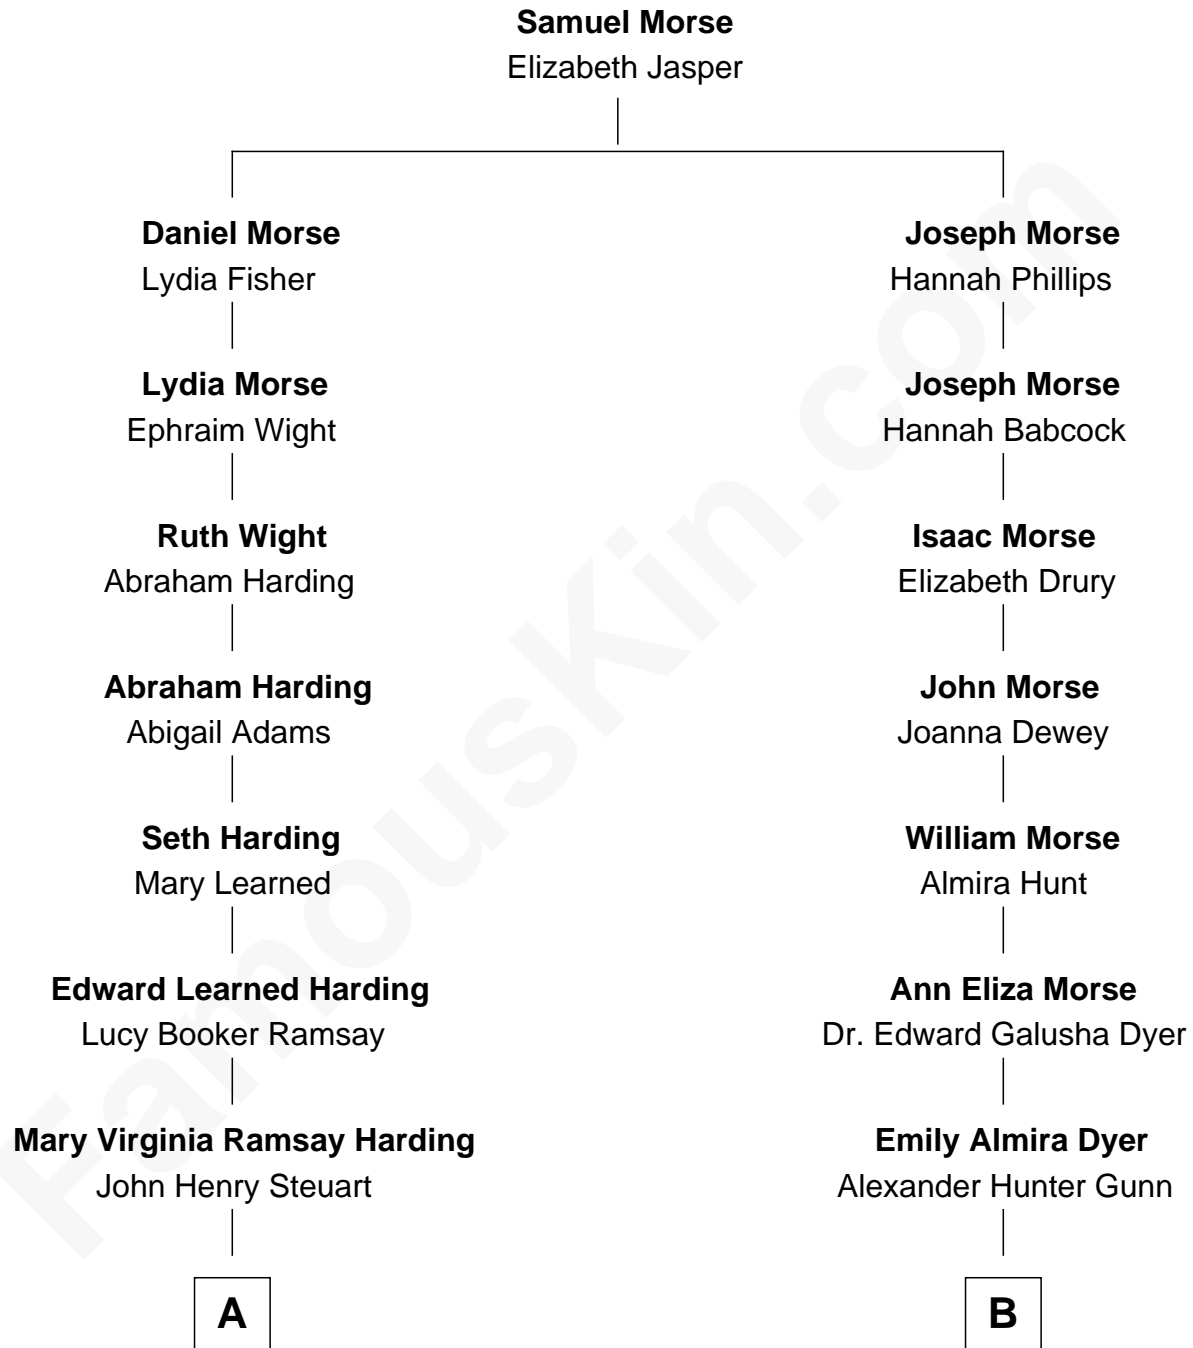 Samuel Morse
Elizabeth Jasper
Daniel Morse
Lydia Fisher
Joseph Morse
Hannah Phillips
Lydia Morse
Ephraim Wight
Joseph Morse
Hannah Babcock
Ruth Wight
Abraham Harding
Isaac Morse
Elizabeth Drury
Abraham Harding
Abigail Adams
John Morse
Joanna Dewey
Seth Harding
Mary Learned
William Morse
Almira Hunt
Edward Learned Harding
Lucy Booker Ramsay
Ann Eliza Morse
Dr. Edward Galusha Dyer
Mary Virginia Ramsay Harding
John Henry Steuart
Emily Almira Dyer
Alexander Hunter Gunn
A
B
FamousKin.com